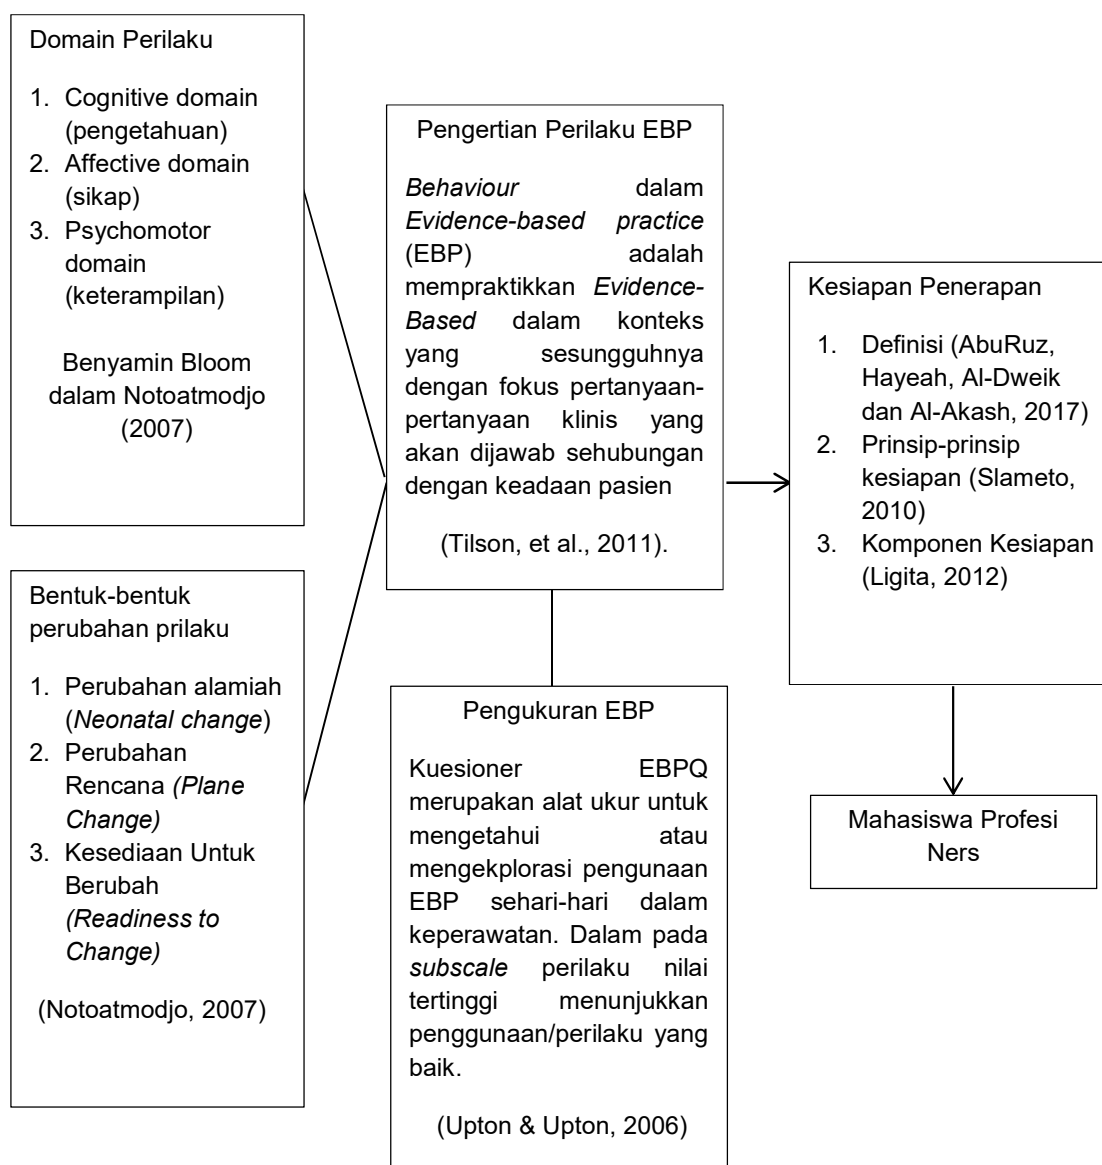 Domain Perilaku
1. Cognitive domain
(pengetahuan)
2. Affective domain
(sikap)
3. Psychomotor
domain
(keterampilan)
Benyamin Bloom
dalam Notoatmodjo
(2007)
Bentuk-bentuk
perubahan prilaku
1. Perubahan alamiah
(Neonatal change)
2. Perubahan
Rencana (Plane
Change)
3. Kesediaan Untuk
Berubah
(Readiness to
Change)
(Notoatmodjo, 2007)
Pengertian Perilaku EBP
Behaviour dalam
Evidence-based practice
(EBP) adalah
mempraktikkan Evidence-
Based dalam konteks
yang sesungguhnya
dengan fokus pertanyaan-
pertanyaan klinis yang
akan dijawab sehubungan
dengan keadaan pasien
(Tilson, et al., 2011).
Pengukuran EBP
Kuesioner EBPQ
merupakan alat ukur untuk
mengetahui atau
mengekplorasi pengunaan
EBP sehari-hari dalam
keperawatan. Dalam pada
subscale perilaku nilai
tertinggi menunjukkan
penggunaan/perilaku yang
baik.
(Upton & Upton, 2006)
Kesiapan Penerapan
1. Definisi (AbuRuz,
Hayeah, Al-Dweik
dan Al-Akash, 2017)
2. Prinsip-prinsip
kesiapan (Slameto,
2010)
3. Komponen Kesiapan
(Ligita, 2012)
Mahasiswa Profesi
Ners